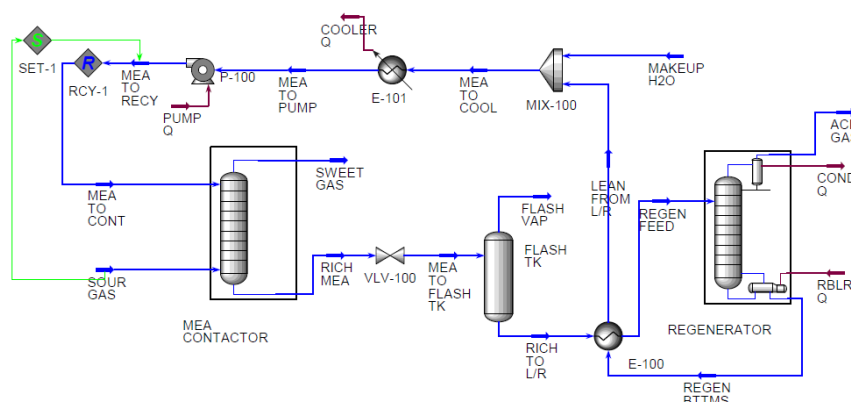 COOLER
Q
S
SET-1
R
RCY-1
MEA
TO
RECY
P-100
PUMP
Q
MEA
TO
PUMP
E-101
MEA
TO
COOL
MIX-100
MAKEUP
H2O
MEA
TO
CONT
SOUR
GAS
MEA
CONTACTOR
SWEET
GAS
RICH
MEA
VLV-100
MEA
TO
FLASH
TK
FLASH
VAP
FLASH
TK
RICH
TO
L/R
LEAN
FROM
L/R
E-100
REGEN
FEED
REGEN
BTTMS
REGENERATOR
GAS
COND
Q
RBLR
Q